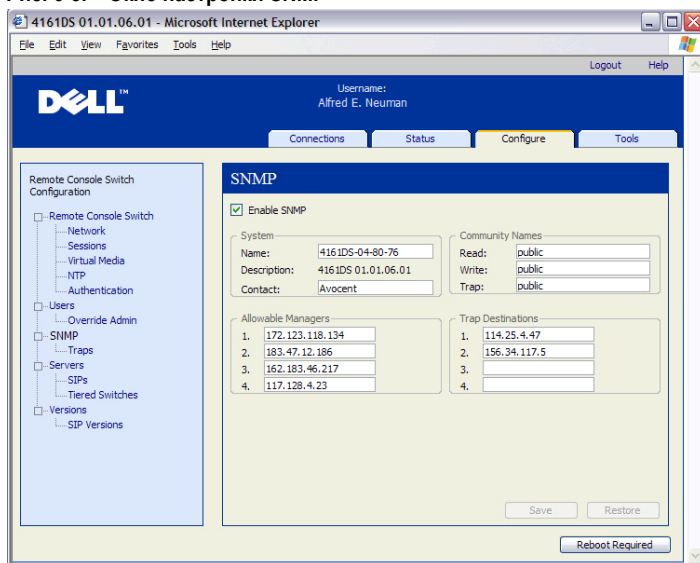 4161DS 01.01.06.01 - Microsoft Internet Explorer
File Edit View Favorites Tools Help
Logout Help
DELL™
Username:
Alfred E. Neuman
Connections Status Configure Tools
Remote Console Switch
Configuration
Remote Console Switch
Network
Sessions
Virtual Media
NTP
Authentication
Users
Override Admin
SNMP
Traps
Servers
SIPs
Tiered Switches
Versions
SIP Versions
SNMP
Enable SNMP
System
Name: 4161DS-04-80-76
Description: 4161DS 01.01.06.01
Contact: Avocent
Community Names
Read: public
Write: public
Trap: public
Allowable Managers
1. 172.123.118.134
2. 183.47.12.186
3. 162.183.46.217
4. 117.128.4.23
Trap Destinations
1. 114.25.4.47
2. 156.34.117.5
3.
4.
Save Restore
Reboot Required